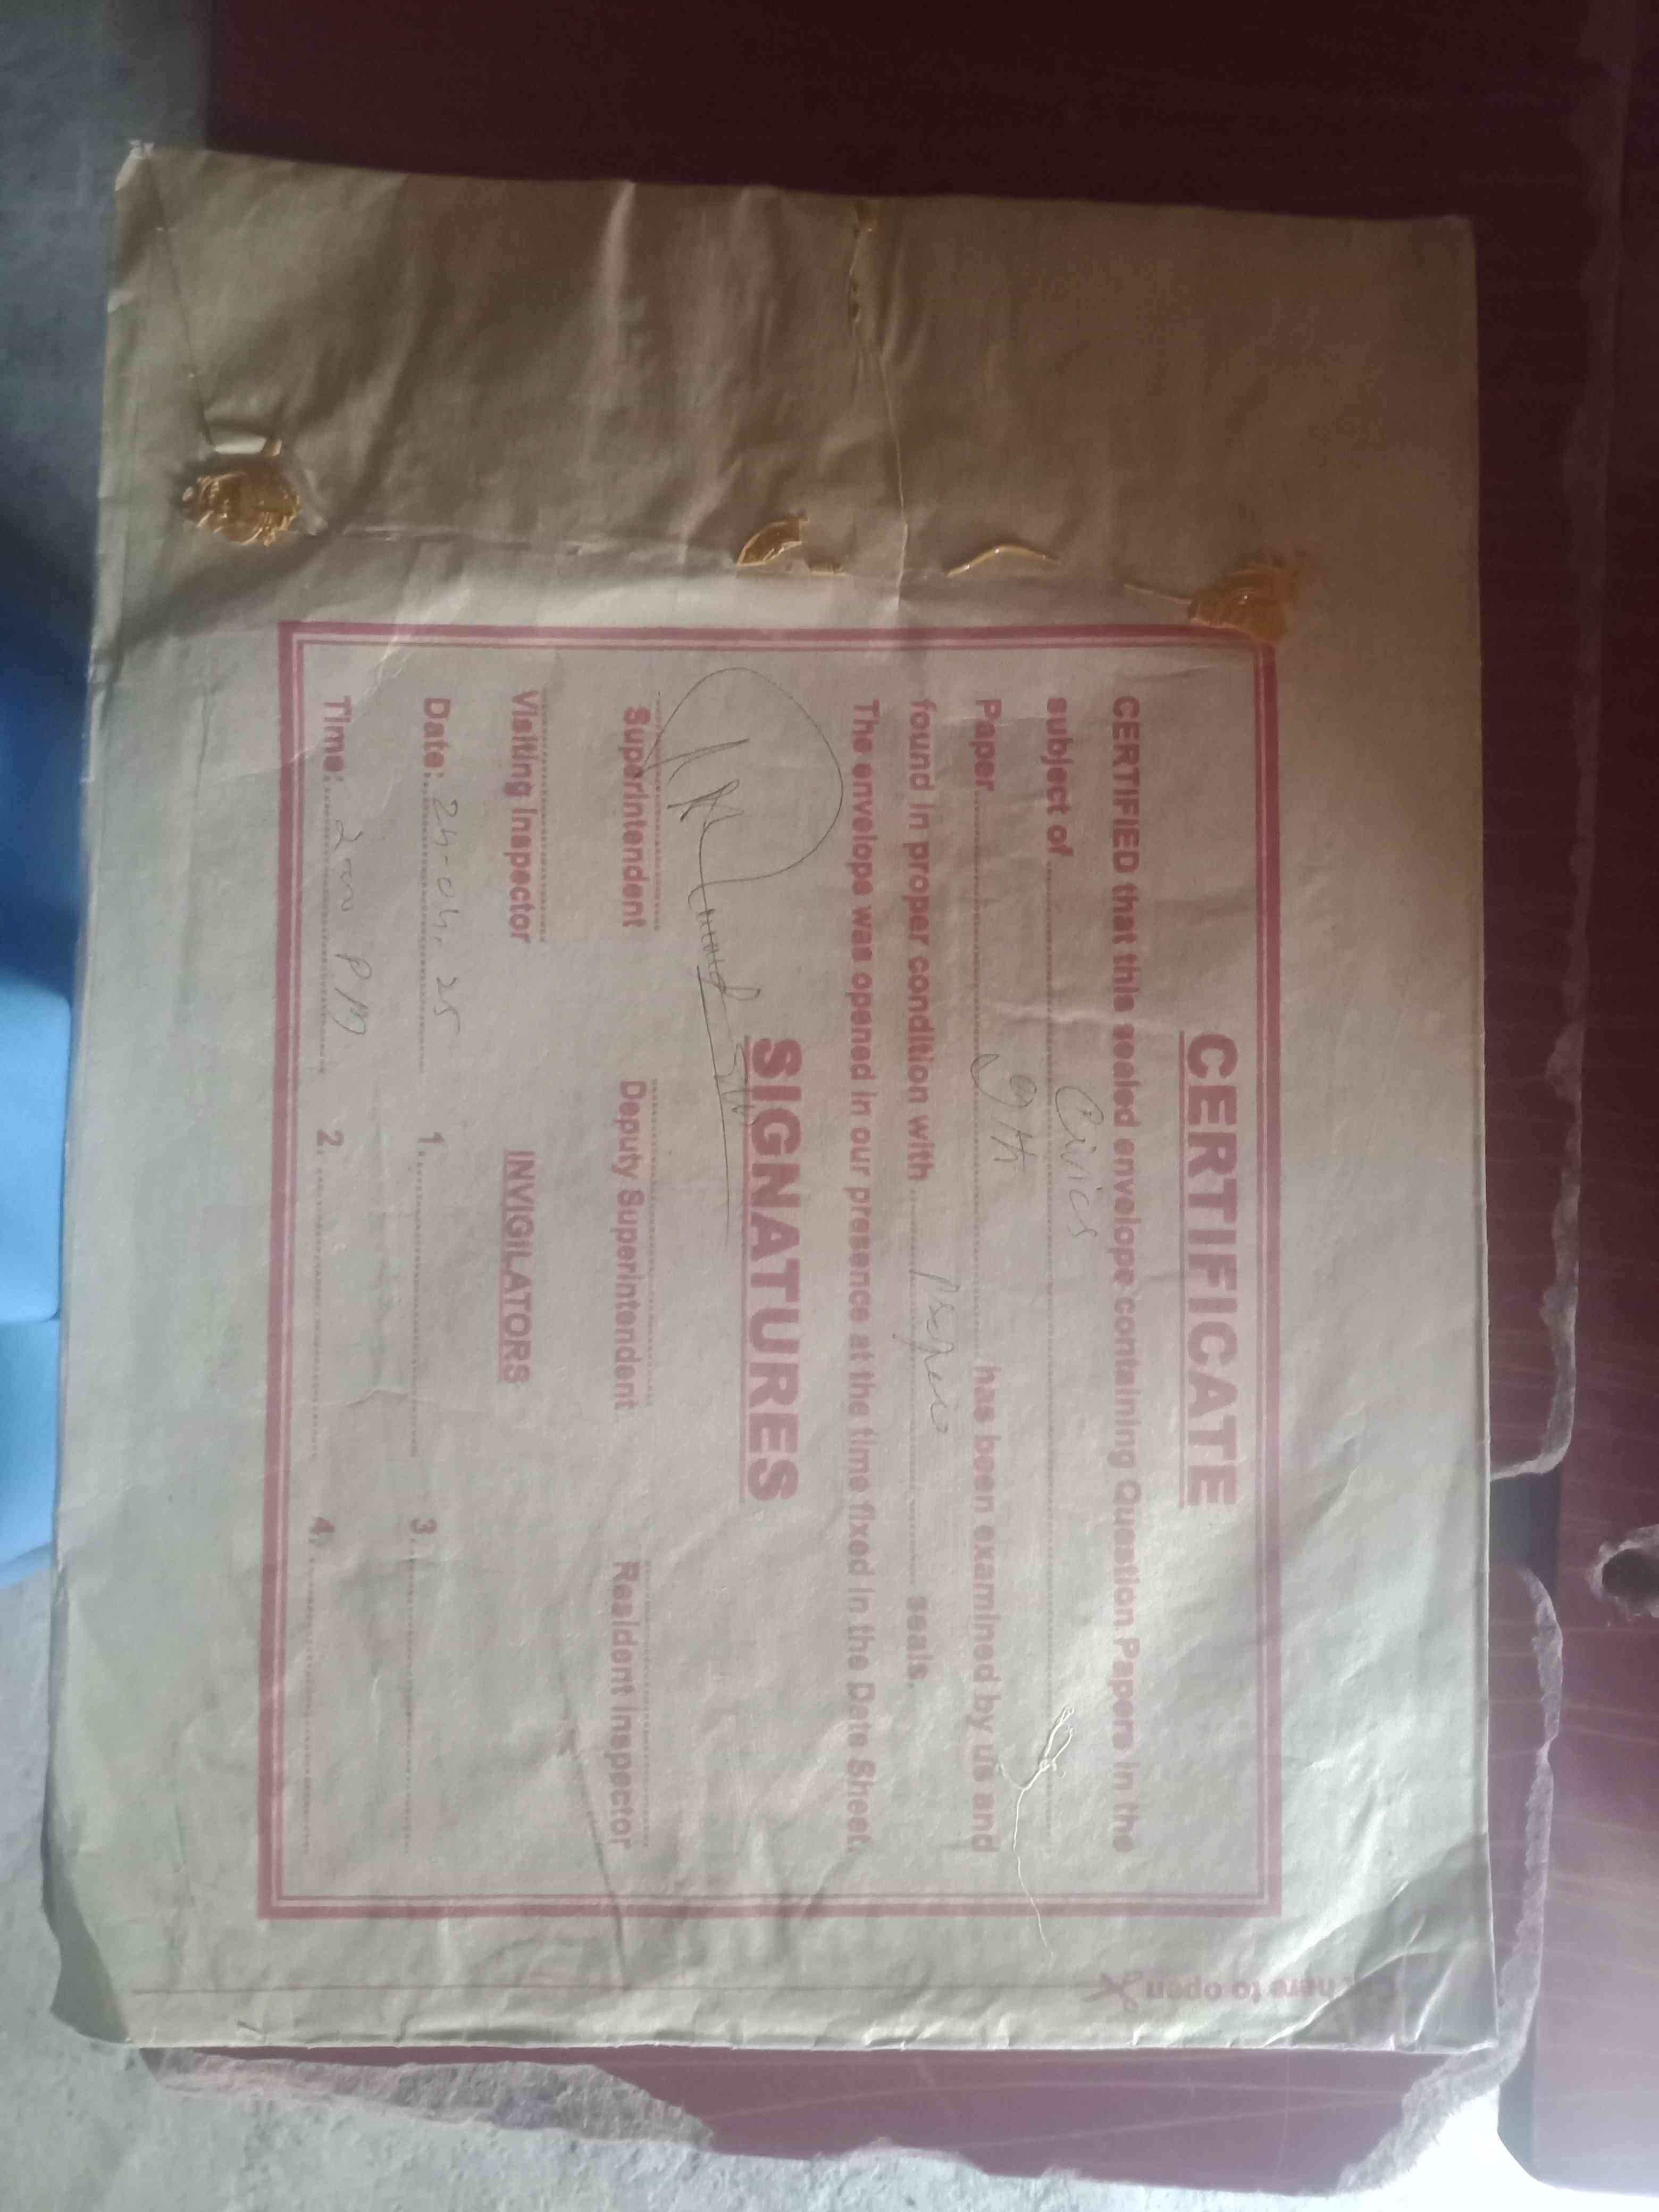 CERTIFICATE
CERTIFIED that this sealed envelope containing Question Papers in the
subject of Civics
Paper 9th has been examined by us and
found in proper condition with seals.
The envelope was opened in our presence at the time fixed in the Date Sheet.
SIGNATURES
Superintendent Deputy Superintendent Resident Inspector
Visiting Inspector INVIGILATORS
Date: 24-04-25 1. 3.
Time: 2:00 PM 2. 4.
here to open